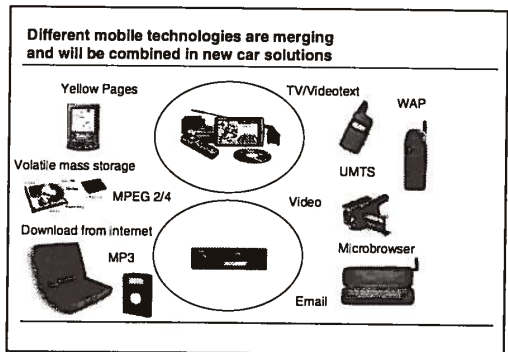 Different mobile technologies are merging
and will be combined in new car solutions
Yellow Pages
TV/Videotext
WAP
Volatile mass storage
MPEG 2/4
UMTS
Video
Download from internet
MP3
Microbrowser
Email